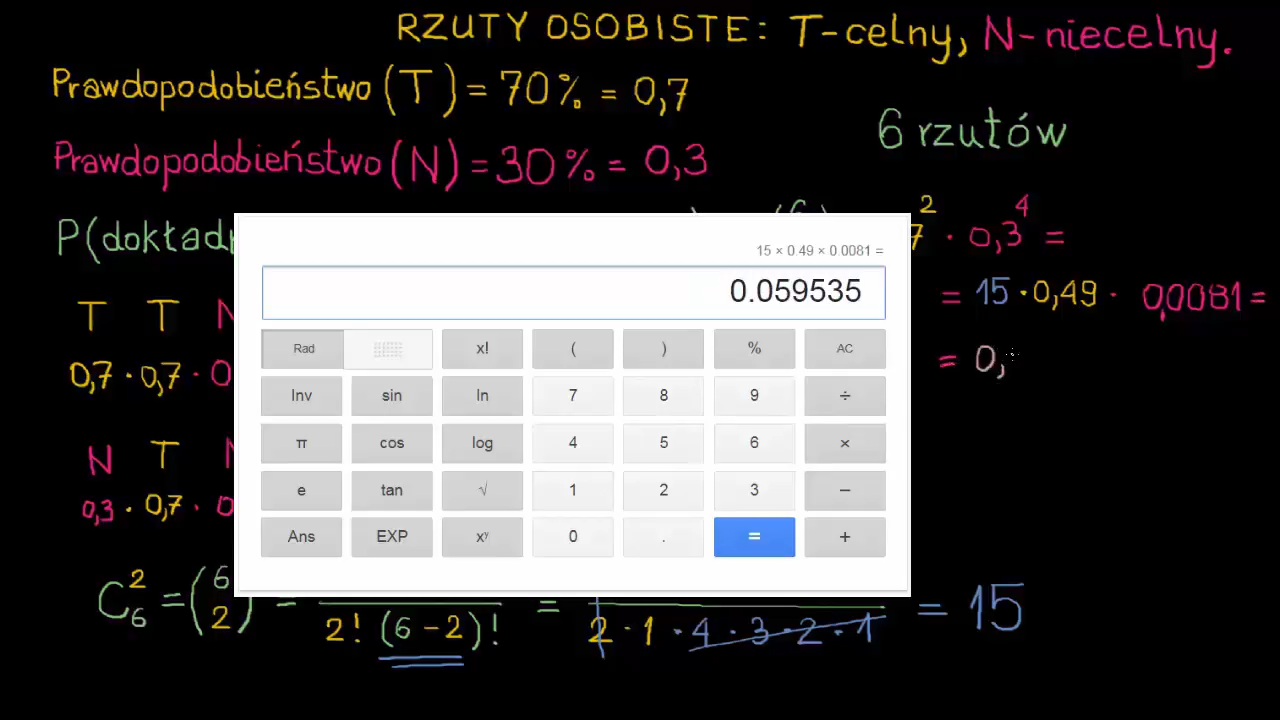 RZUTY OSOBISTE: T-celny, N-niecelny.
Prawdopodobieństwo (T) = 70% = 0,7
6 rzutów
Prawdopodobieństwo (N) = 30% = 0,3
2 4
· 0,3 =
15 × 0.49 × 0.0081 =
0.059535
= 15 · 0,49 · 0,0081 =
= 0,
T T N
0,7 · 0,7 · 0
Rad x! ( ) % AC
Inv sin ln 7 8 9 ÷
π cos log 4 5 6 ×
e tan √ 1 2 3 −
Ans EXP xʸ 0 . = +
N T
0,3 · 0,7 · 0
C₆² = (6 2) = 2! (6 − 2)! = 2 · 1 · 4 · 3 · 2 · 1 = 15